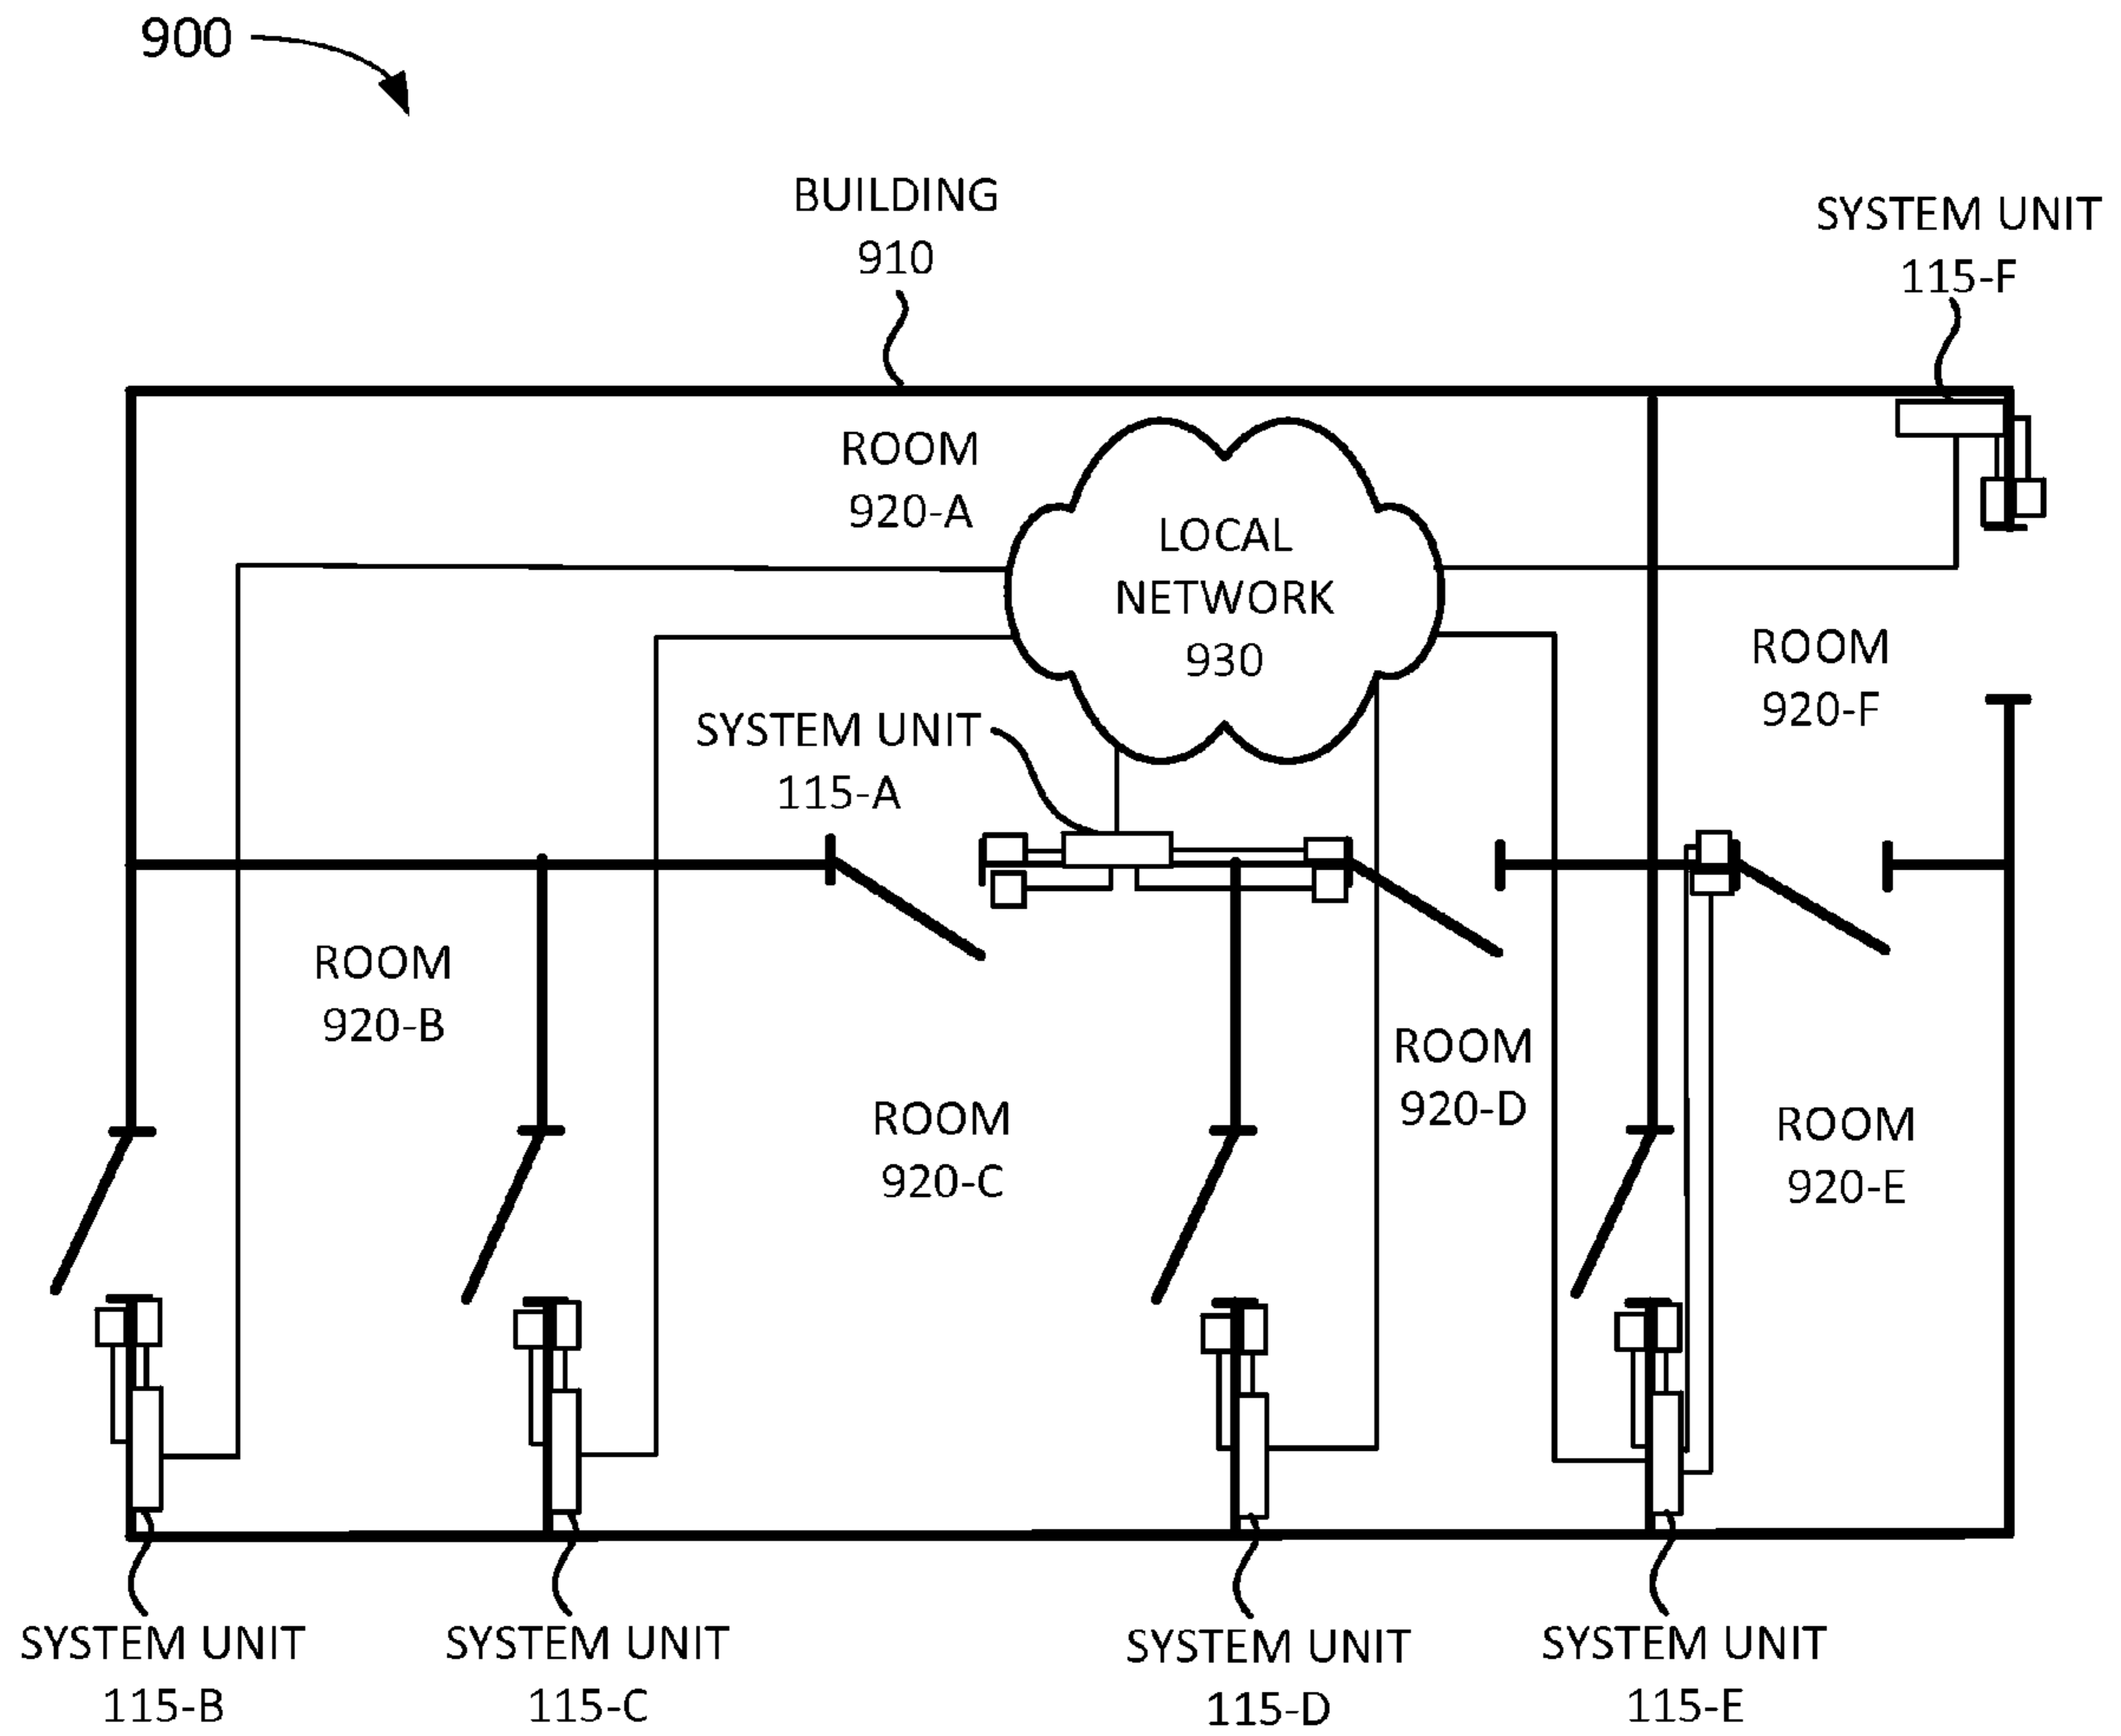 900
BUILDING
910
SYSTEM UNIT
115-F
ROOM
920-A
LOCAL
NETWORK
930
ROOM
920-F
SYSTEM UNIT
115-A
ROOM
920-B
ROOM
920-C
ROOM
920-D
ROOM
920-E
SYSTEM UNIT
115-B
SYSTEM UNIT
115-C
SYSTEM UNIT
115-D
SYSTEM UNIT
115-E